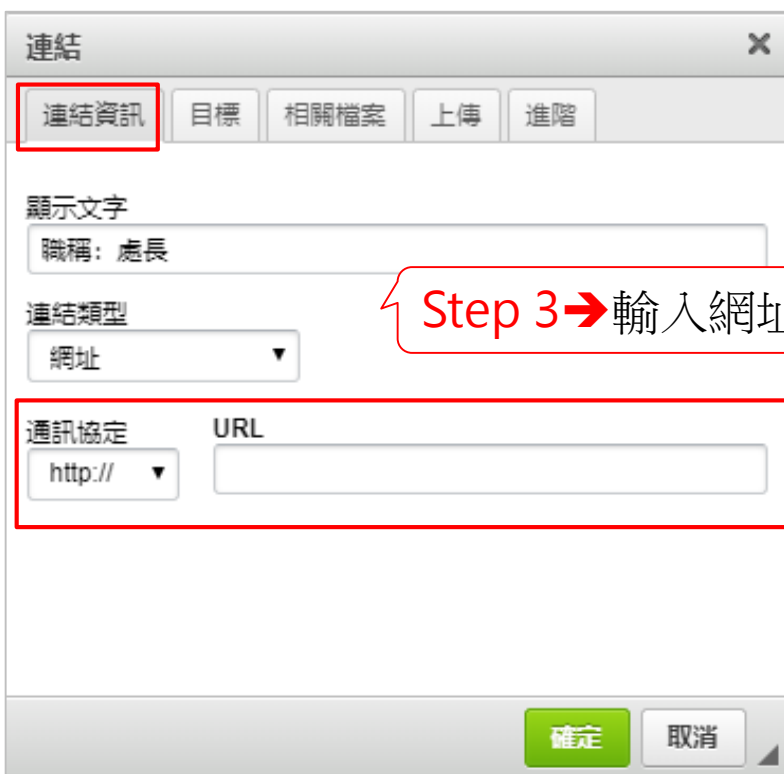 連結
連結資訊 目標 相關檔案 上傳 進階
顯示文字
職稱: 處長
Step 3➔輸入網址
連結類型
網址
通訊協定 URL
http://
確定 取消